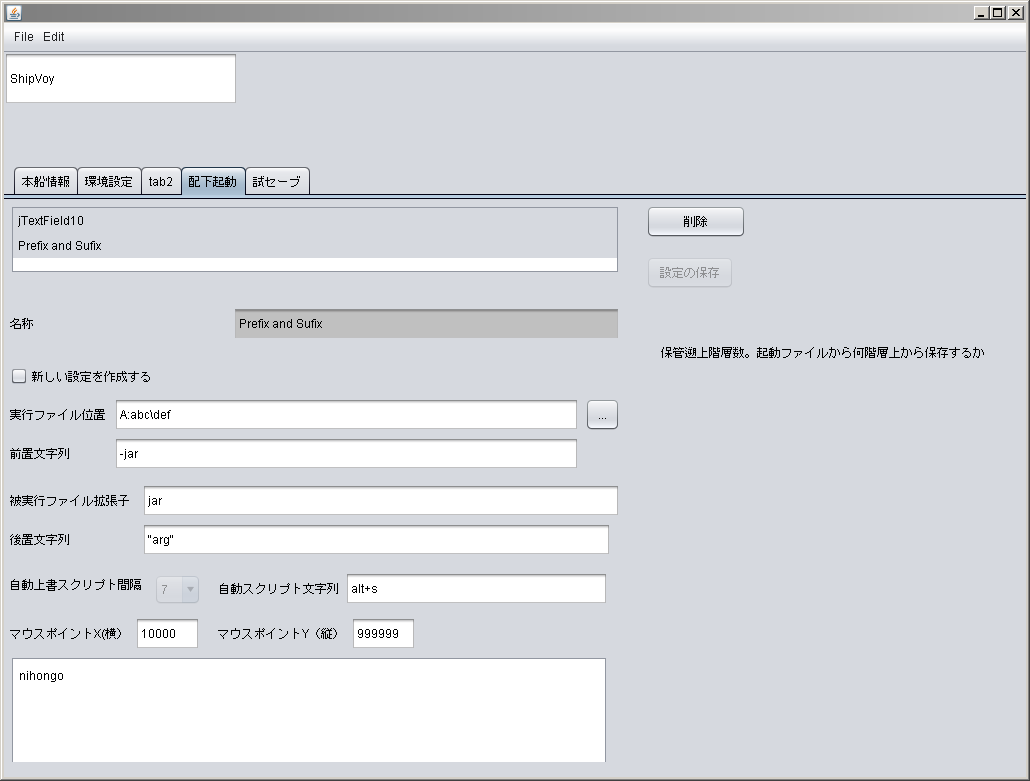 File Edit
ShipVoy
本船情報 環境設定 tab2 配下起動 試セーブ
jTextField10
Prefix and Sufix
削除
設定の保存
名称 Prefix and Sufix
保管遡上階層数。起動ファイルから何階層上から保存するか
新しい設定を作成する
実行ファイル位置 A:abc\def ...
前置文字列 -jar
被実行ファイル拡張子 jar
後置文字列 "arg"
自動上書スクリプト間隔 7 自動スクリプト文字列 alt+s
マウスポイントX(横） 10000 マウスポイントY（縦） 999999
nihongo